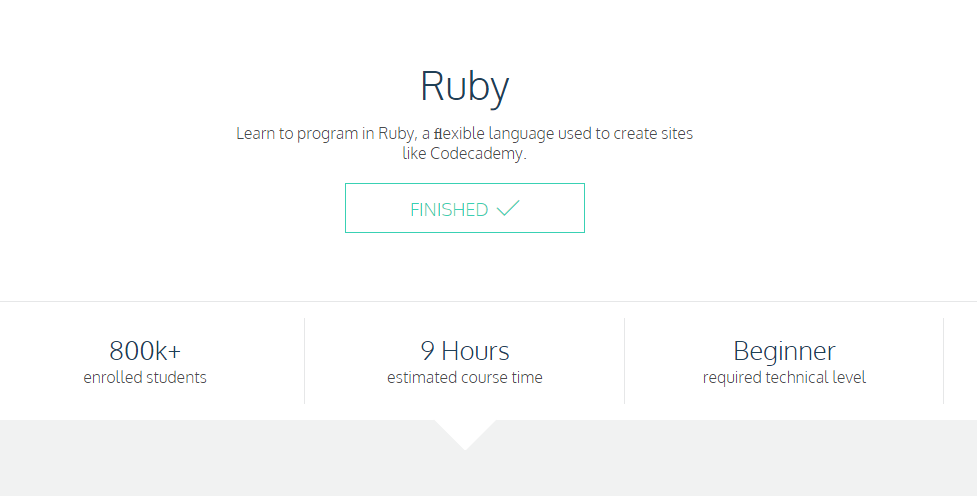 Ruby
Learn to program in Ruby, a flexible language used to create sites
like Codecademy.
FINISHED
800k+
enrolled students
9 Hours
estimated course time
Beginner
required technical level